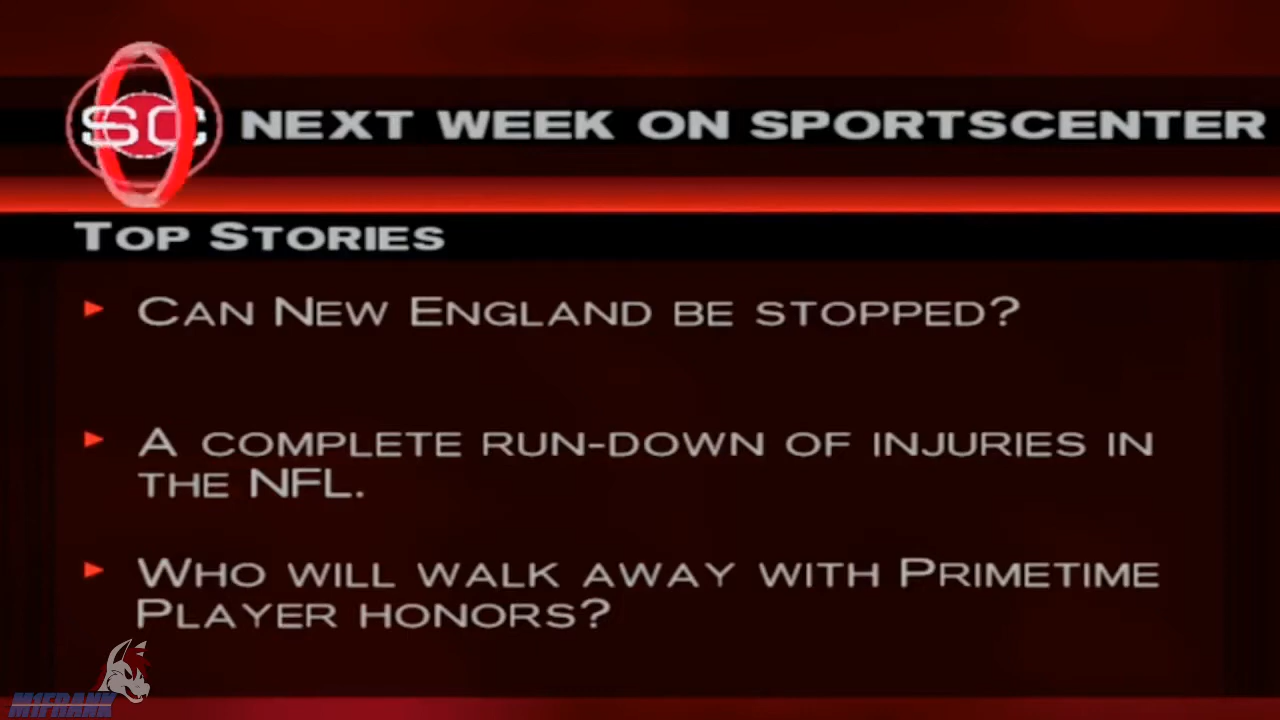 SC
NEXT WEEK ON SPORTSCENTER
TOP STORIES
CAN NEW ENGLAND BE STOPPED?
A COMPLETE RUN-DOWN OF INJURIES IN
THE NFL.
WHO WILL WALK AWAY WITH PRIMETIME
PLAYER HONORS?
M1FRANK